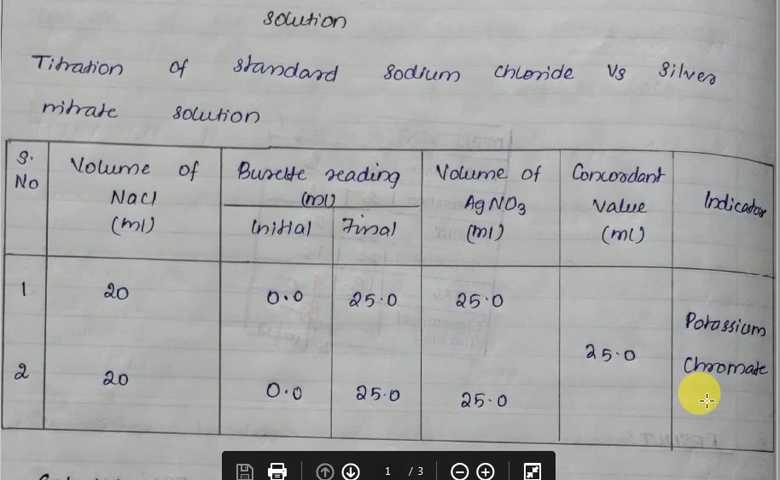 solution
Titration of standard sodium chloride Vs Silver
nitrate solution
S. No
Volume of NaCl (ml)
Burette reading (ml)
Initial
Final
Volume of AgNO3 (ml)
Concordant Value (ml)
Indicator
1
20
0.0
25.0
25.0
2
20
0.0
25.0
25.0
25.0
Potassium
Chromate
1 / 3